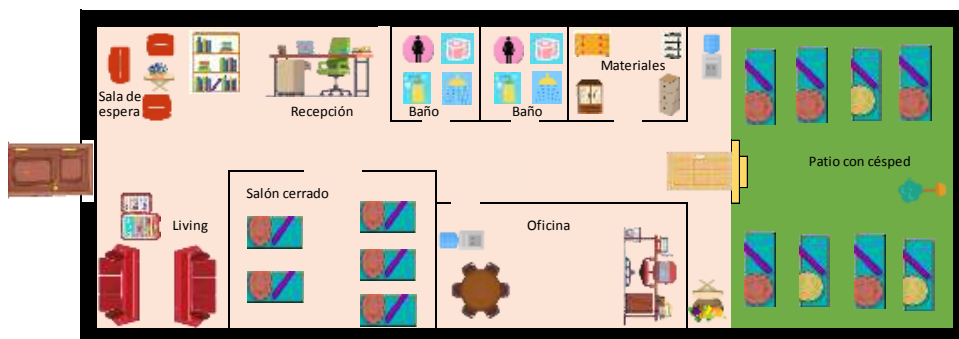 Materiales
Sala de
espera
Recepción
Baño
Baño
Patio con césped
Salón cerrado
Living
Oficina